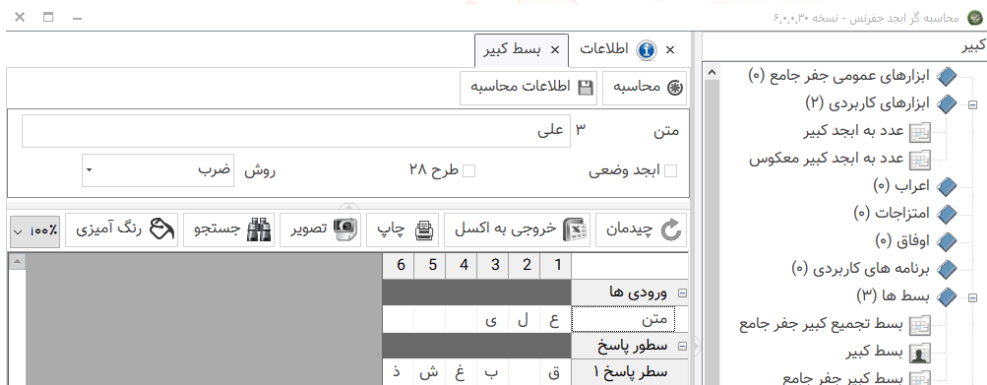 محاسبه گر ابجد جفرنس - نسخه ۶,۰,۰,۳۰
کبیر
ابزارهای عمومی جفر جامع (۰)
ابزارهای کاربردی (۲)
عدد به ابجد کبیر
عدد به ابجد کبیر معکوس
اعراب (۰)
امتزاجات (۰)
اوفاق (۰)
برنامه های کاربردی (۰)
بسط ها (۳)
بسط تجمیع کبیر جفر جامع
بسط کبیر
بسط کبیر جفر جامع
اطلاعات بسط کبیر
محاسبه اطلاعات محاسبه
متن ۳ علی
ابجد وضعی طرح ۲۸ روش ضرب
چیدمان خروجی به اکسل چاپ تصویر جستجو رنگ آمیزی ۱۰۰٪
1 2 3 4 5 6
ورودی ها
متن ع ل ی
سطور پاسخ
سطر پاسخ ۱ ق ب غ ش ذ